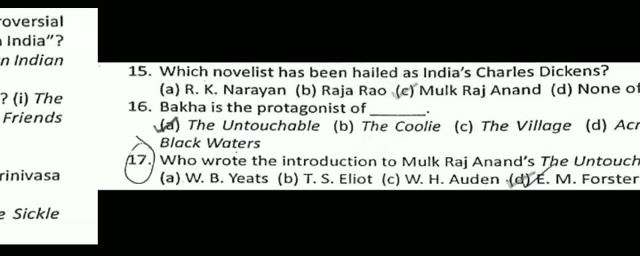 roversial
India"?
n Indian
? (i) The
Friends
rinivasa
e Sickle
15. Which novelist has been hailed as India's Charles Dickens?
(a) R. K. Narayan (b) Raja Rao (c) Mulk Raj Anand (d) None of
16. Bakha is the protagonist of ______.
(a) The Untouchable (b) The Coolie (c) The Village (d) Acr
Black Waters
17. Who wrote the introduction to Mulk Raj Anand's The Untouch
(a) W. B. Yeats (b) T. S. Eliot (c) W. H. Auden (d) E. M. Forster